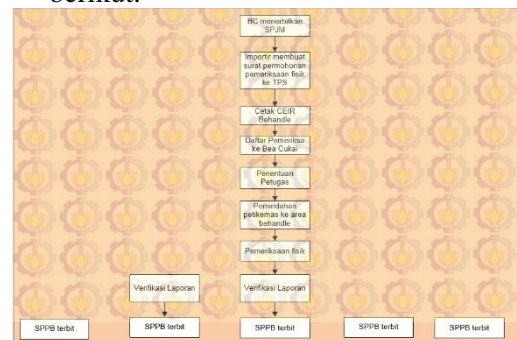 berikut.
BC menerbitkan
SPJM
Importir membuat
surat permohonan
pemeriksaan fisik
ke TPS
Cetak CEIR
Behandle
Daftar Pemeriksa
ke Bea Cukai
Penentuan
Petugas
Pemindahan
petikemas ke area
behandle
Pemeriksaan fisik
Verifikasi Laporan
Verifikasi Laporan
SPPB terbit
SPPB terbit
SPPB terbit
SPPB terbit
SPPB terbit